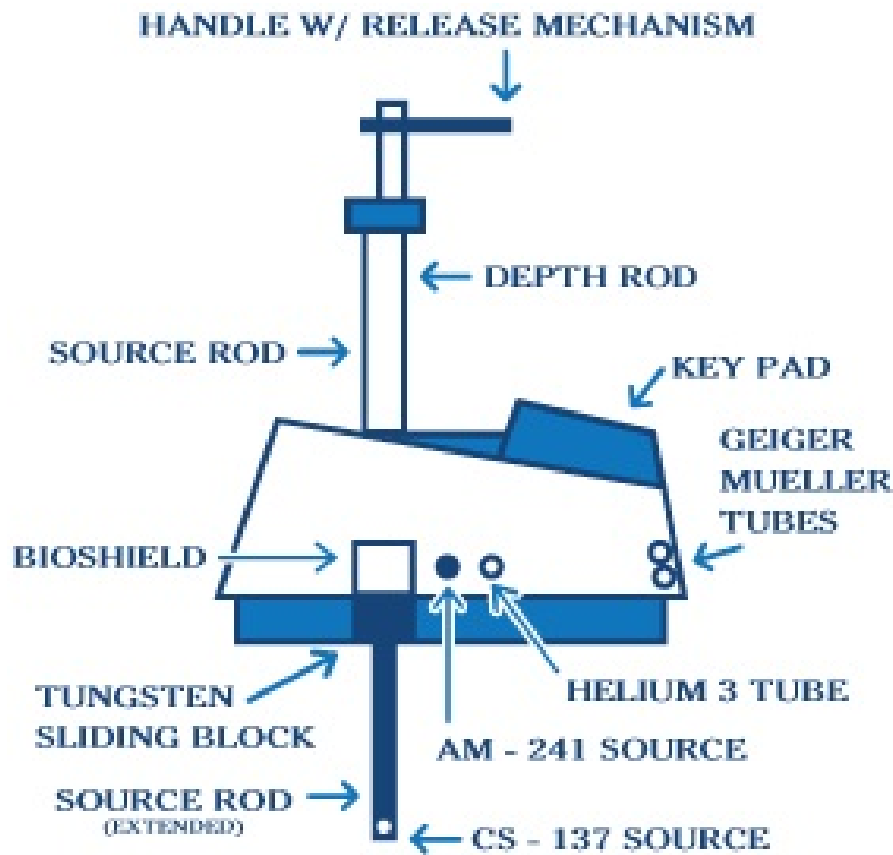 HANDLE W/ RELEASE MECHANISM
DEPTH ROD
SOURCE ROD
KEY PAD
GEIGER
MUELLER
TUBES
BIOSHIELD
TUNGSTEN
SLIDING BLOCK
HELIUM 3 TUBE
AM - 241 SOURCE
SOURCE ROD
(EXTENDED)
CS - 137 SOURCE